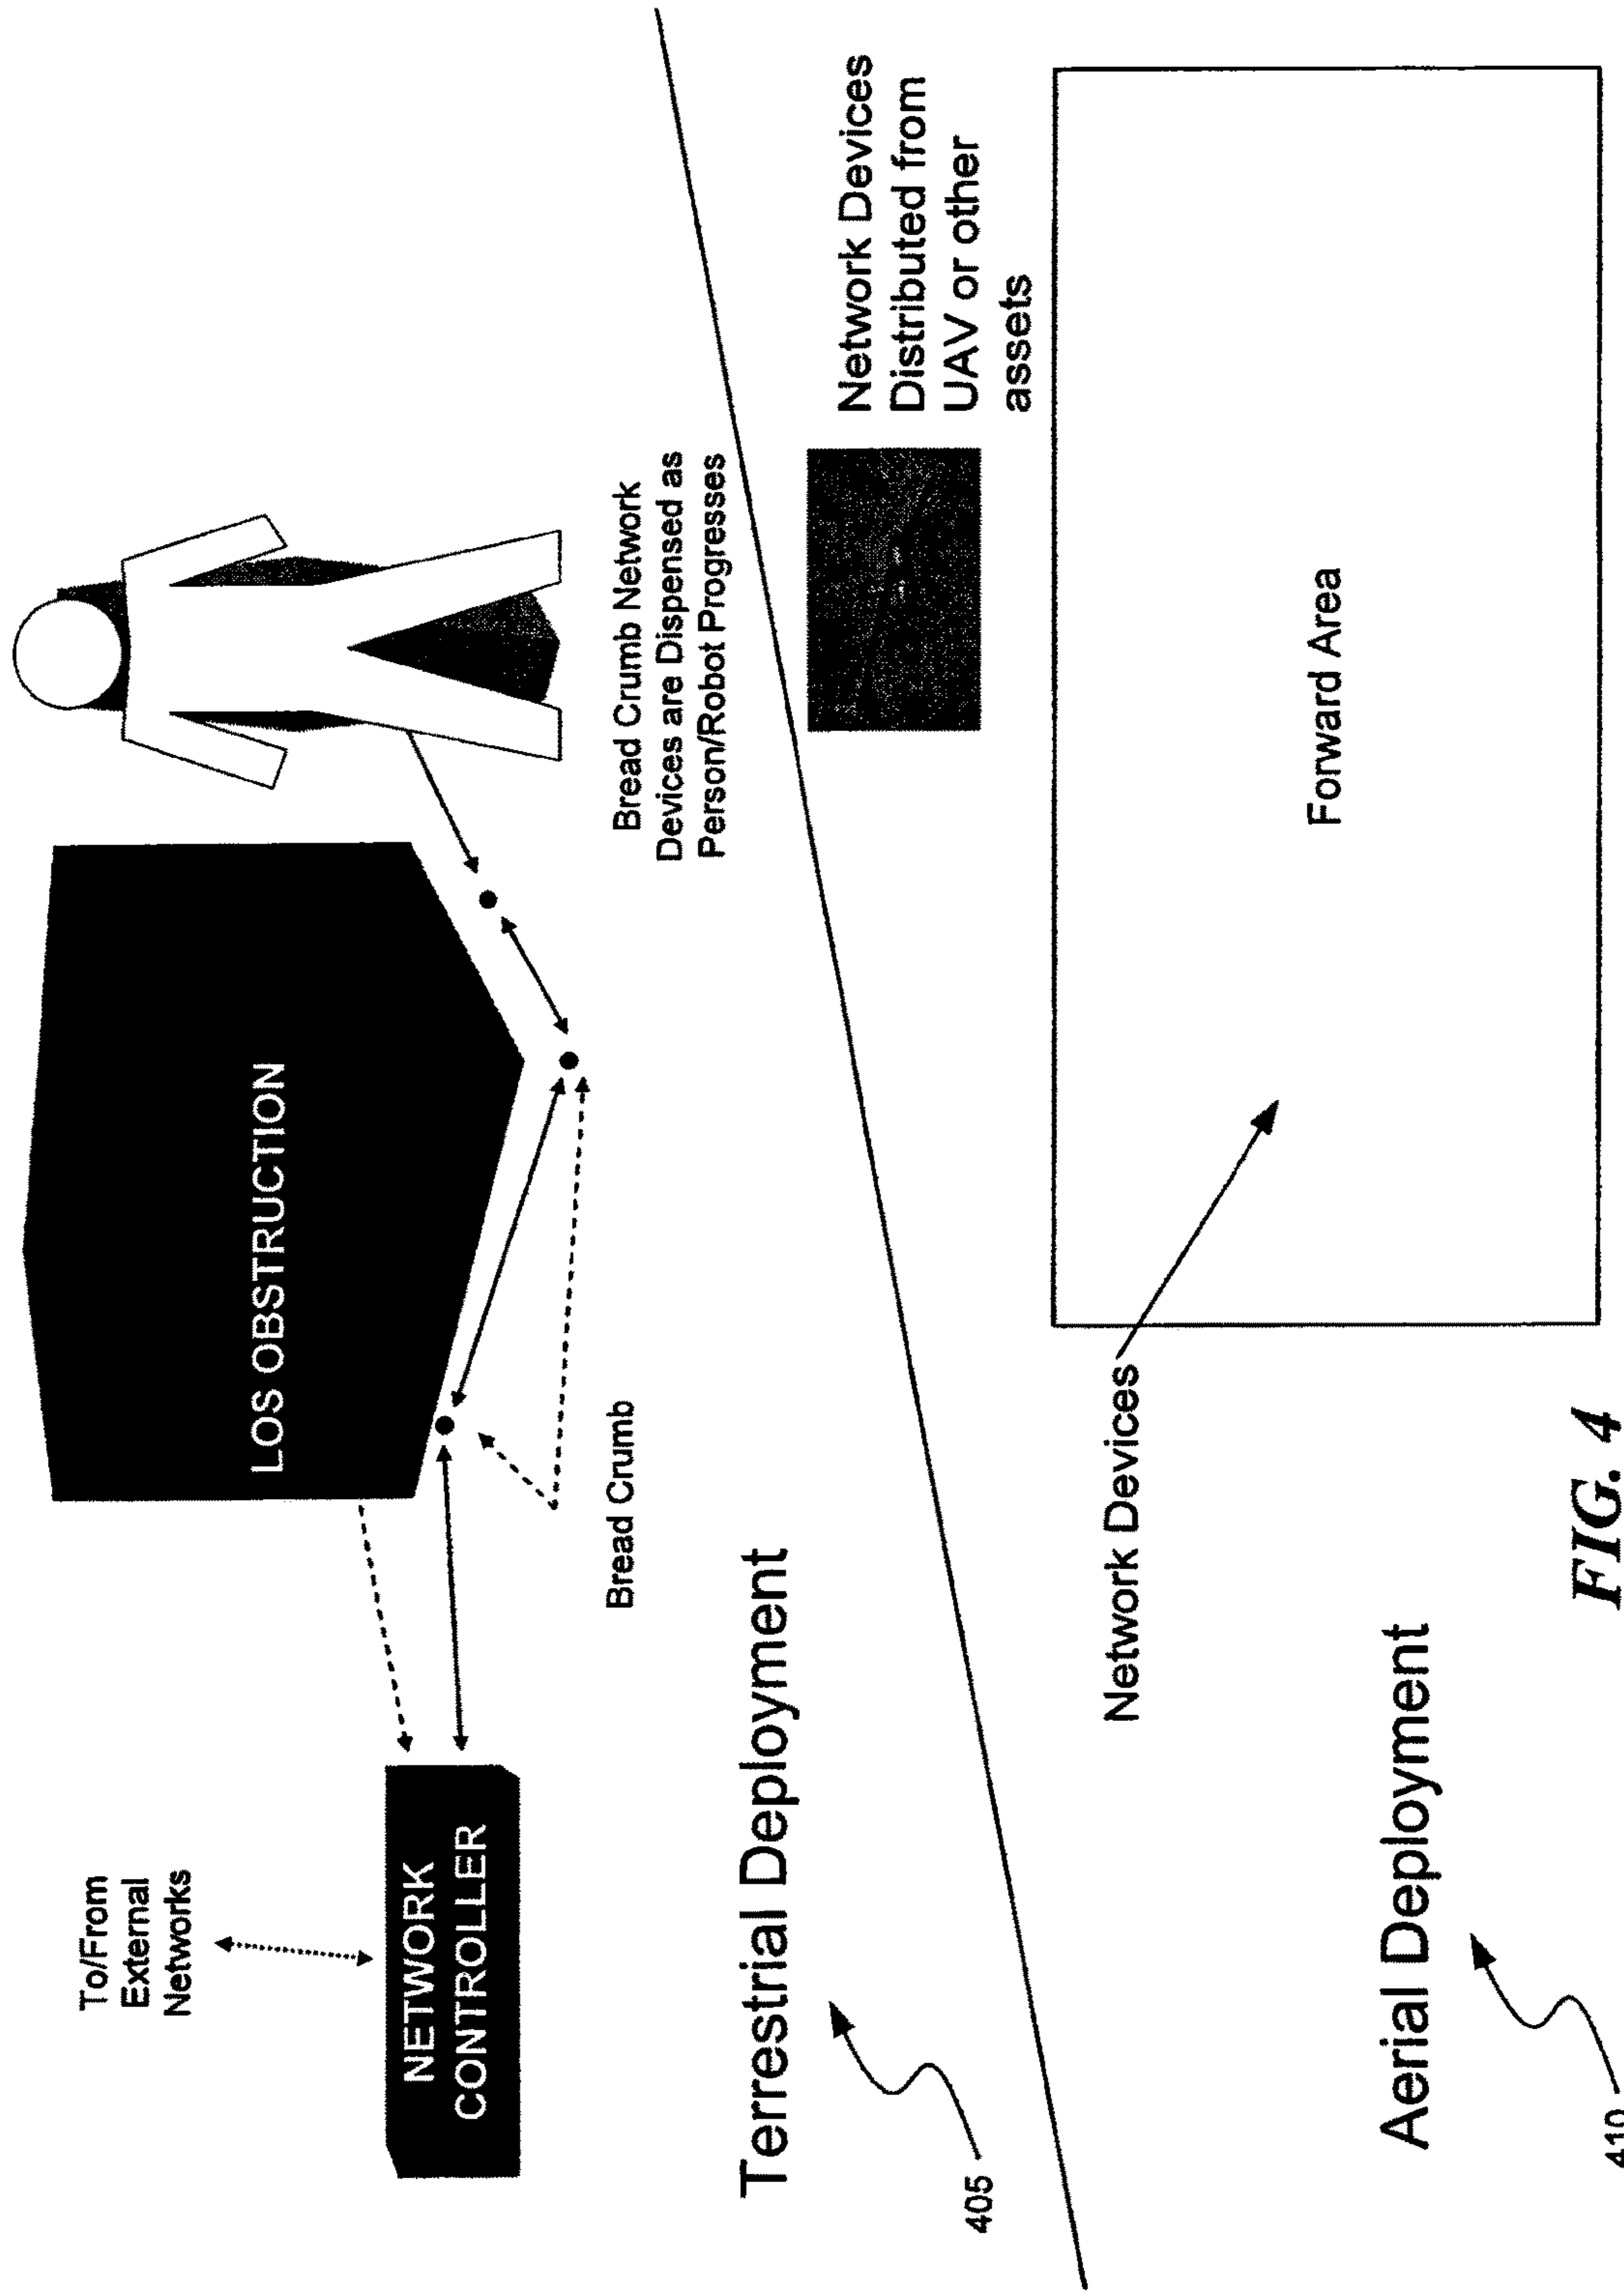 To/From
External
Networks
NETWORK
CONTROLLER
LOS OBSTRUCTION
Bread Crumb
Bread Crumb Network
Devices are Dispensed as
Person/Robot Progresses
Terrestrial Deployment
405
Network Devices
Distributed from
UAV or other
assets
Network Devices
Forward Area
Aerial Deployment
410
FIG. 4